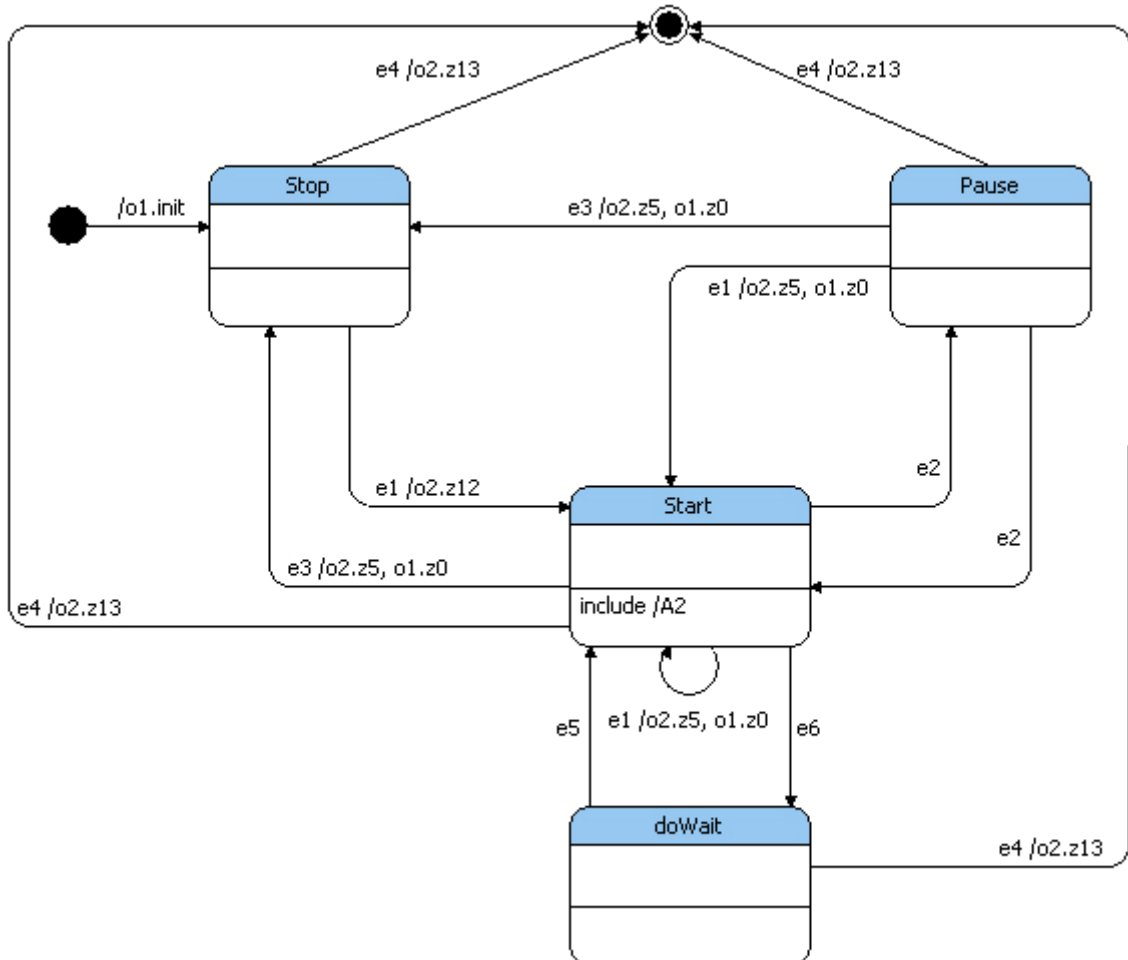 e4 /o2.z13
e4 /o2.z13
Stop
Pause
/o1.init
e3 /o2.z5, o1.z0
e1 /o2.z5, o1.z0
e2
e1 /o2.z12
Start
e2
e3 /o2.z5, o1.z0
include /A2
e4 /o2.z13
e1 /o2.z5, o1.z0
e5
e6
doWait
e4 /o2.z13